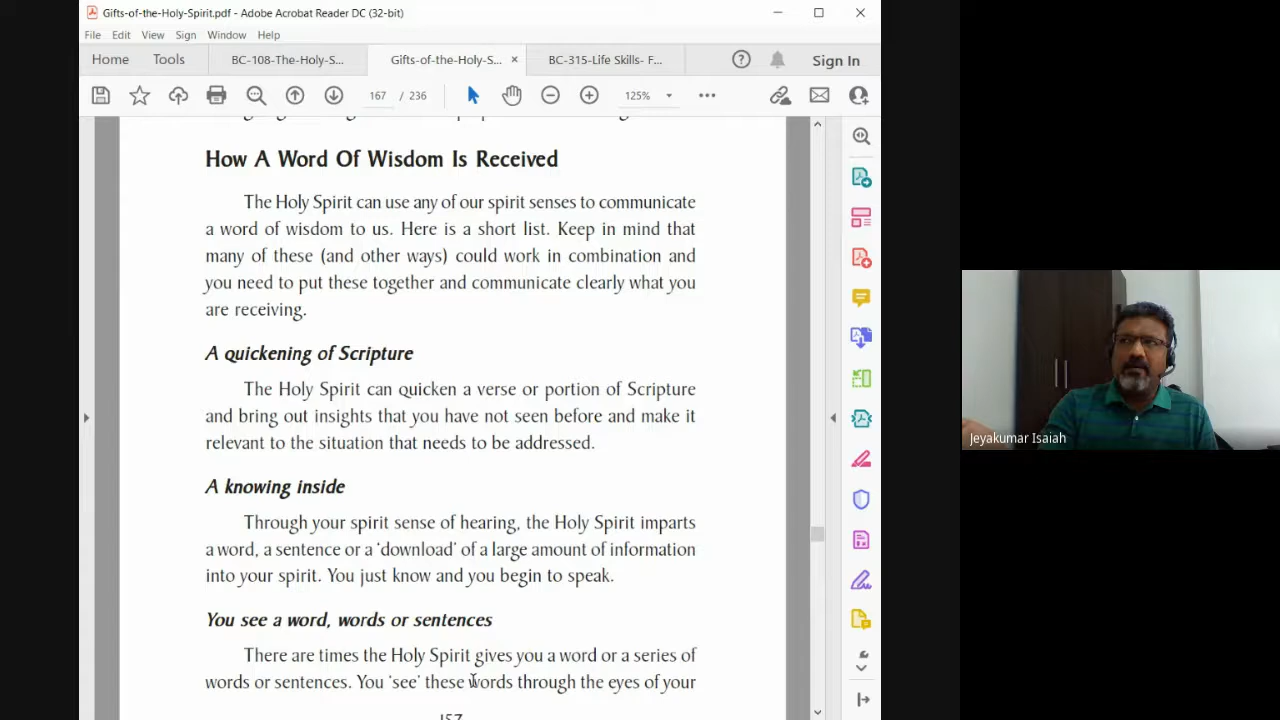 Gifts-of-the-Holy-Spirit.pdf - Adobe Acrobat Reader DC (32-bit)
File Edit View Sign Window Help
Home Tools BC-108-The-Holy-S... Gifts-of-the-Holy-S... × BC-315-Life Skills- F... Sign In
167 / 236 125%
How A Word Of Wisdom Is Received
The Holy Spirit can use any of our spirit senses to communicate
a word of wisdom to us. Here is a short list. Keep in mind that
many of these (and other ways) could work in combination and
you need to put these together and communicate clearly what you
are receiving.
A quickening of Scripture
The Holy Spirit can quicken a verse or portion of Scripture
and bring out insights that you have not seen before and make it
relevant to the situation that needs to be addressed.
A knowing inside
Through your spirit sense of hearing, the Holy Spirit imparts
a word, a sentence or a 'download' of a large amount of information
into your spirit. You just know and you begin to speak.
You see a word, words or sentences
There are times the Holy Spirit gives you a word or a series of
words or sentences. You 'see' these words through the eyes of your
157
Jeyakumar Isaiah